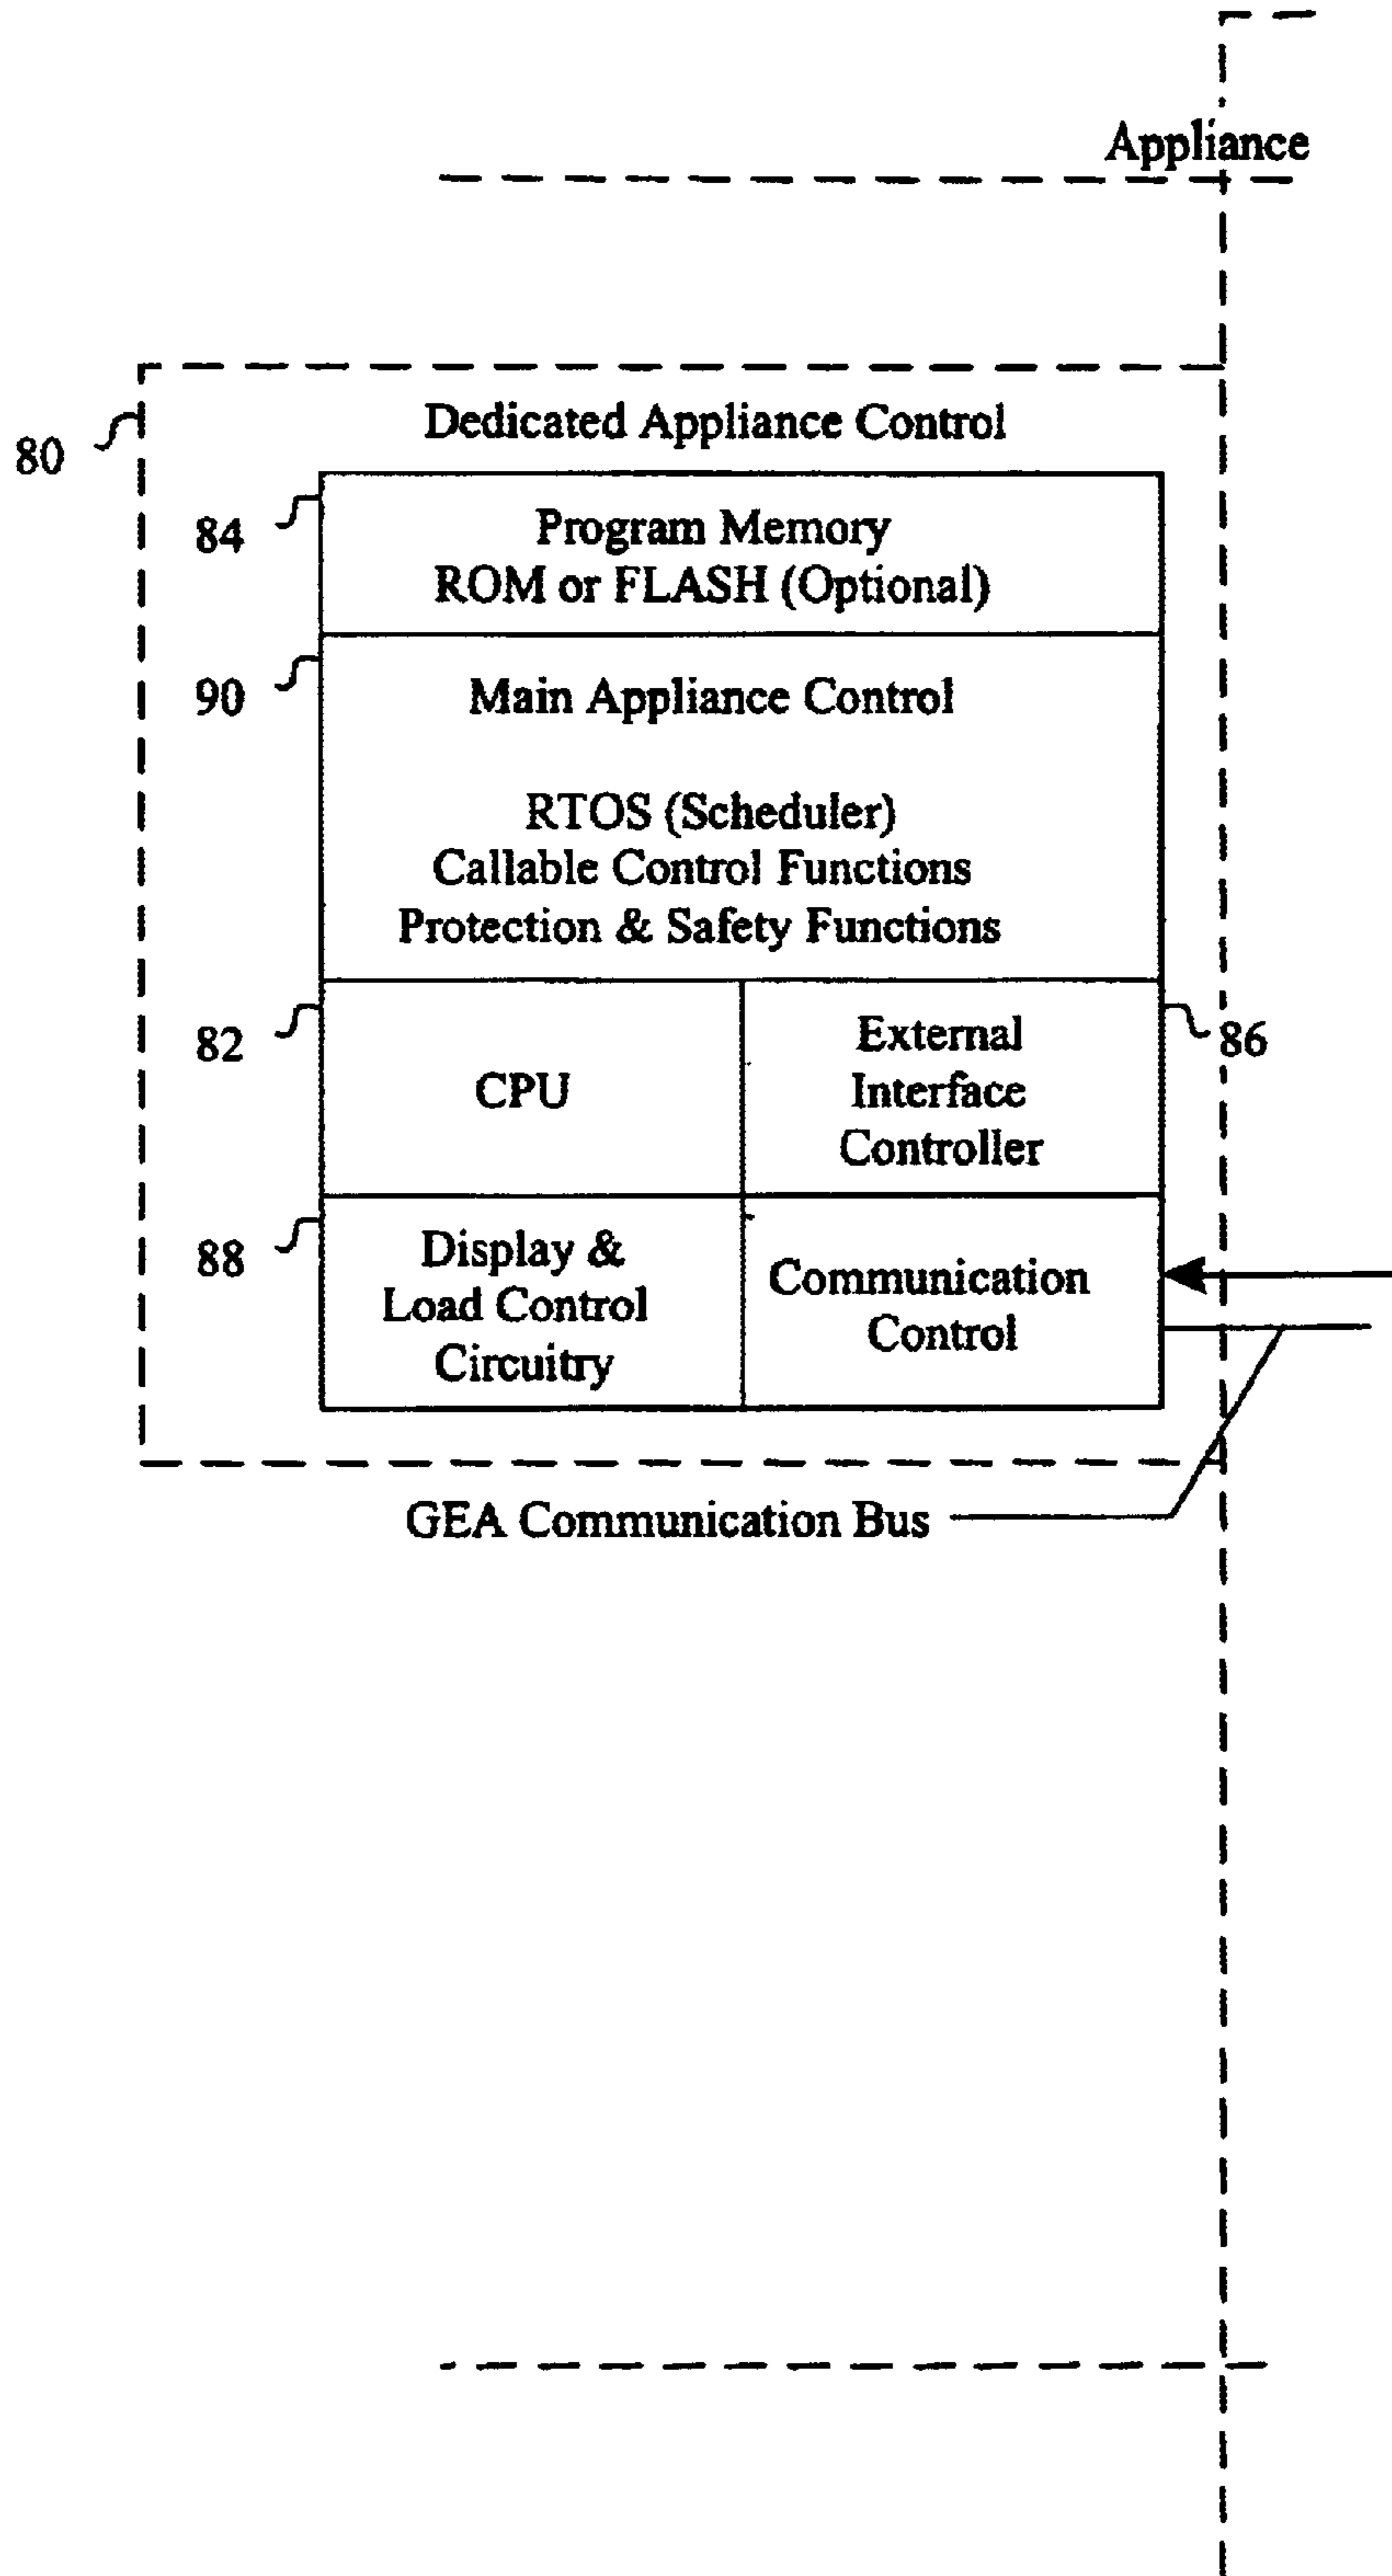 Appliance
80
Dedicated Appliance Control
84
Program Memory
ROM or FLASH (Optional)
90
Main Appliance Control
RTOS (Scheduler)
Callable Control Functions
Protection & Safety Functions
82
CPU
External
Interface
Controller
86
88
Display &
Load Control
Circuitry
Communication
Control
GEA Communication Bus